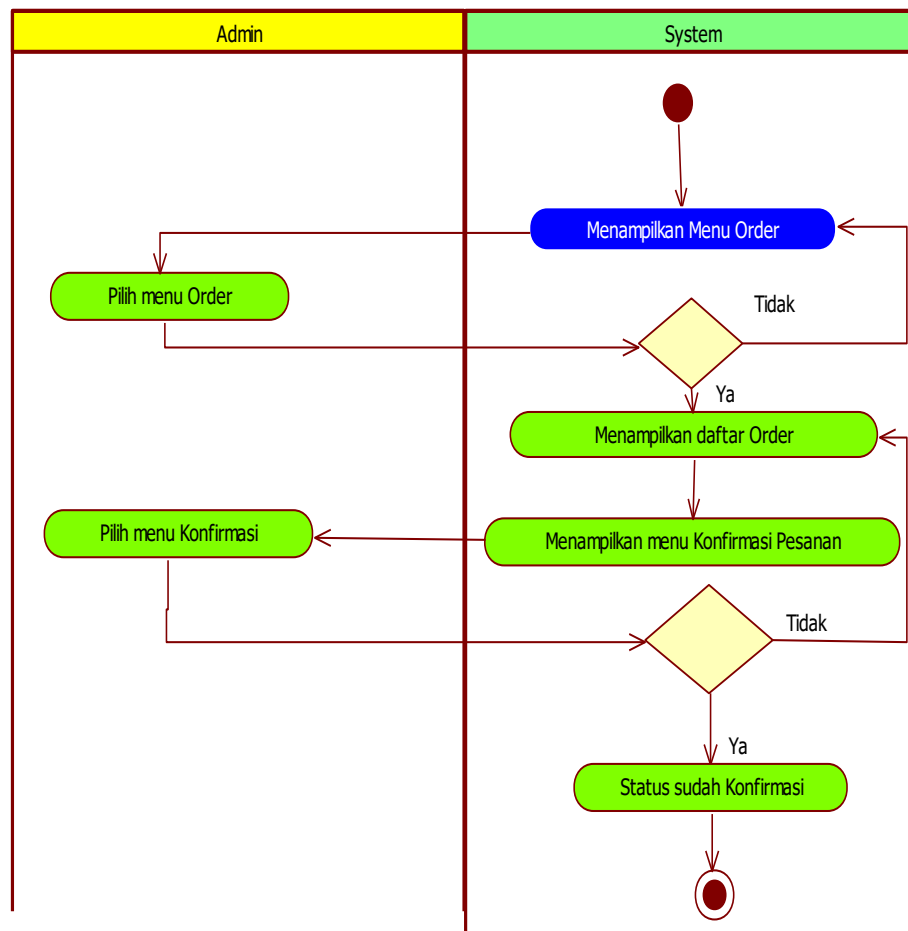 Admin
System
Menampilkan Menu Order
Pilih menu Order
Tidak
Ya
Menampilkan daftar Order
Pilih menu Konfirmasi
Menampilkan menu Konfirmasi Pesanan
Tidak
Ya
Status sudah Konfirmasi